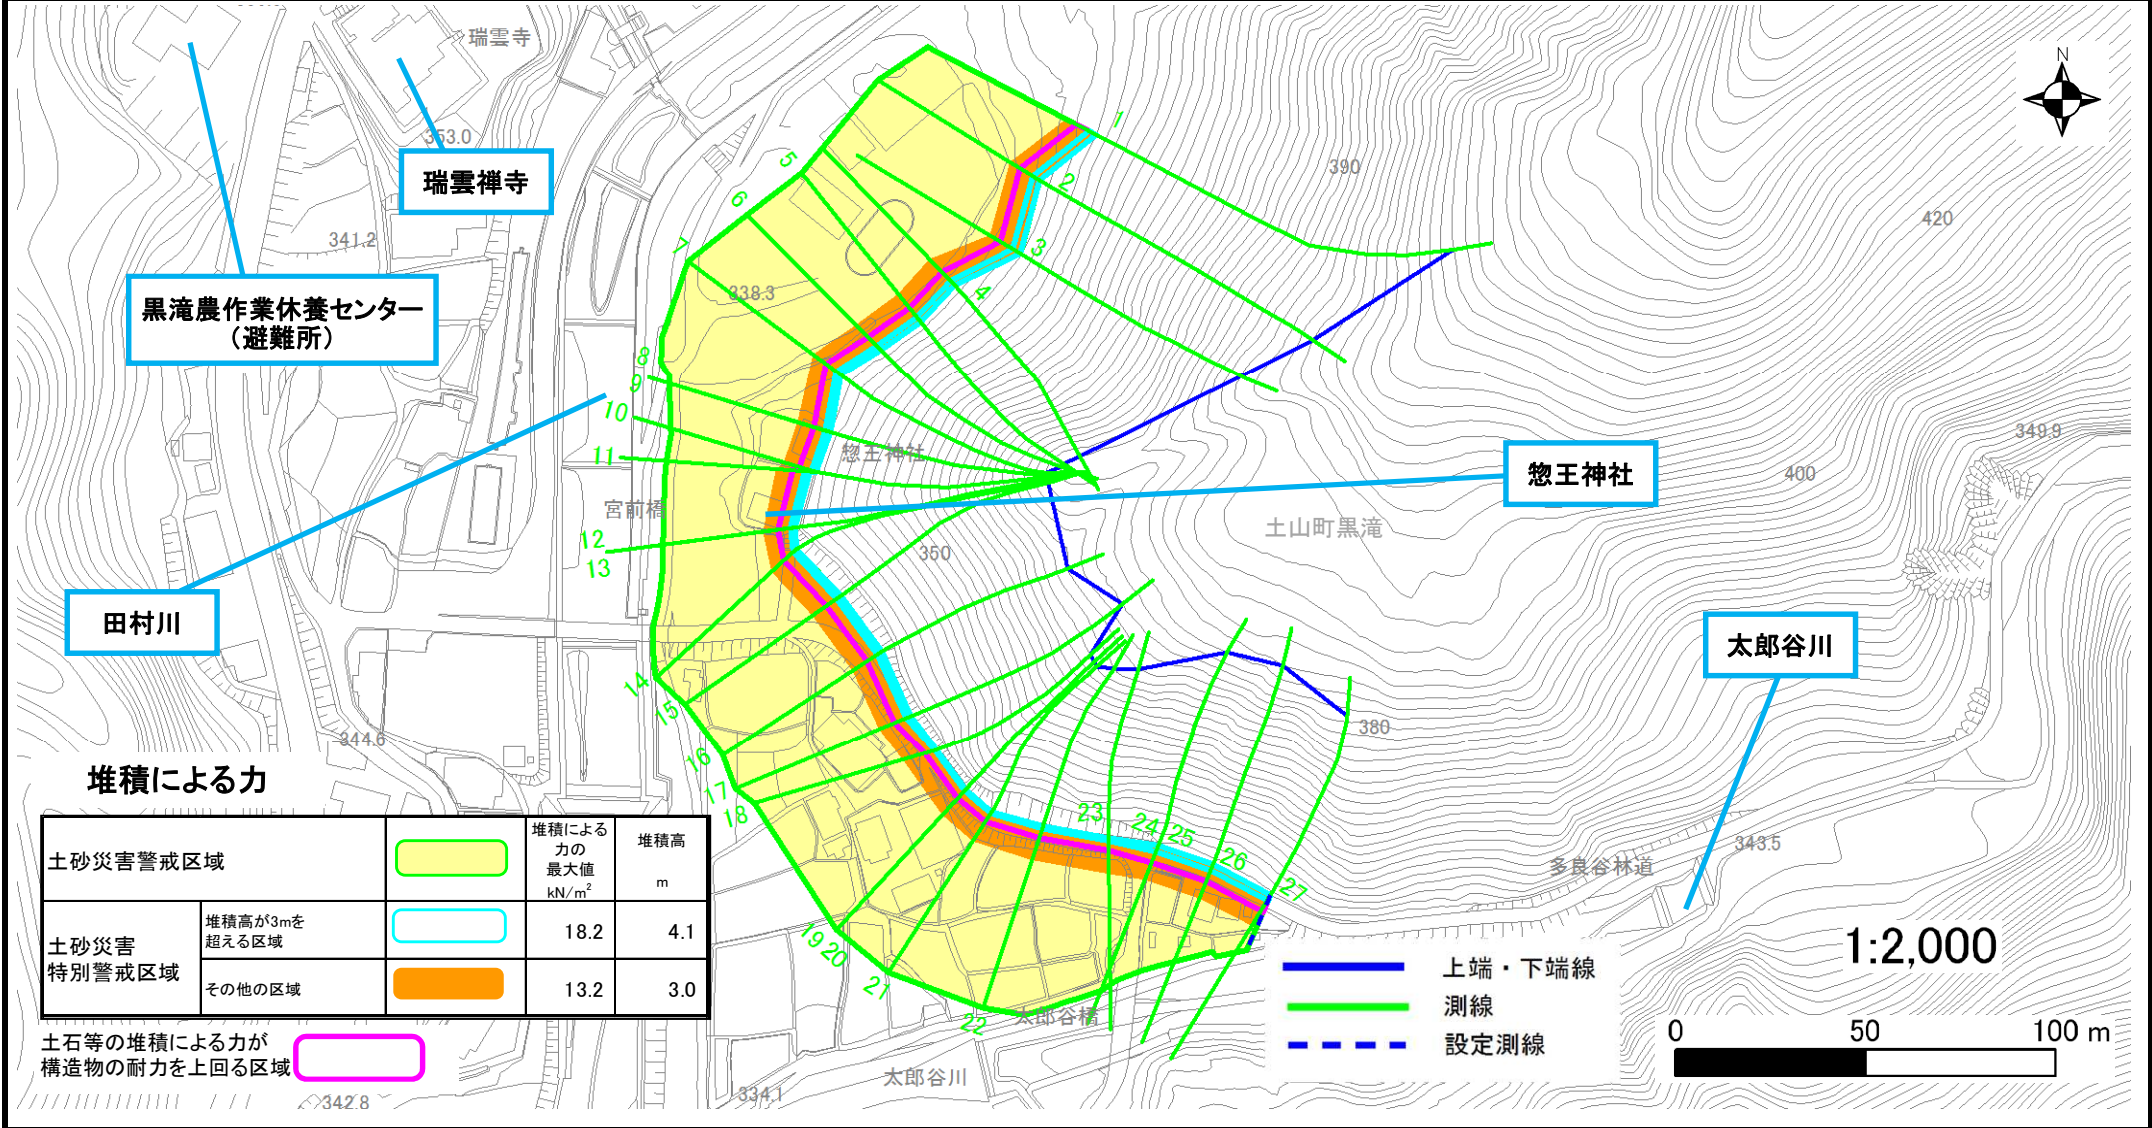 瑞雲寺
N
353.0
瑞雲禅寺
341.2
黒滝農作業休養センター
(避難所)
338.3
390
420
1
2
3
4
5
6
7
8
9
10
11
12
13
14
15
16
17
18
19
20
21
22
23
24
25
26
27
惣王神社
惣王神社
宮前橋
350
土山町黒滝
400
349.9
田村川
太郎谷川
344.6
380
343.5
多良谷林道
堆積による力
堆積による
力の
最大値
kN/m²
堆積高
m
土砂災害警戒区域
土砂災害
特別警戒区域
堆積高が3mを
超える区域
18.2
4.1
その他の区域
13.2
3.0
土石等の堆積による力が
構造物の耐力を上回る区域
342.8
334.1
太郎谷橋
太郎谷川
上端・下端線
測線
設定測線
1:2,000
0
50
100 m